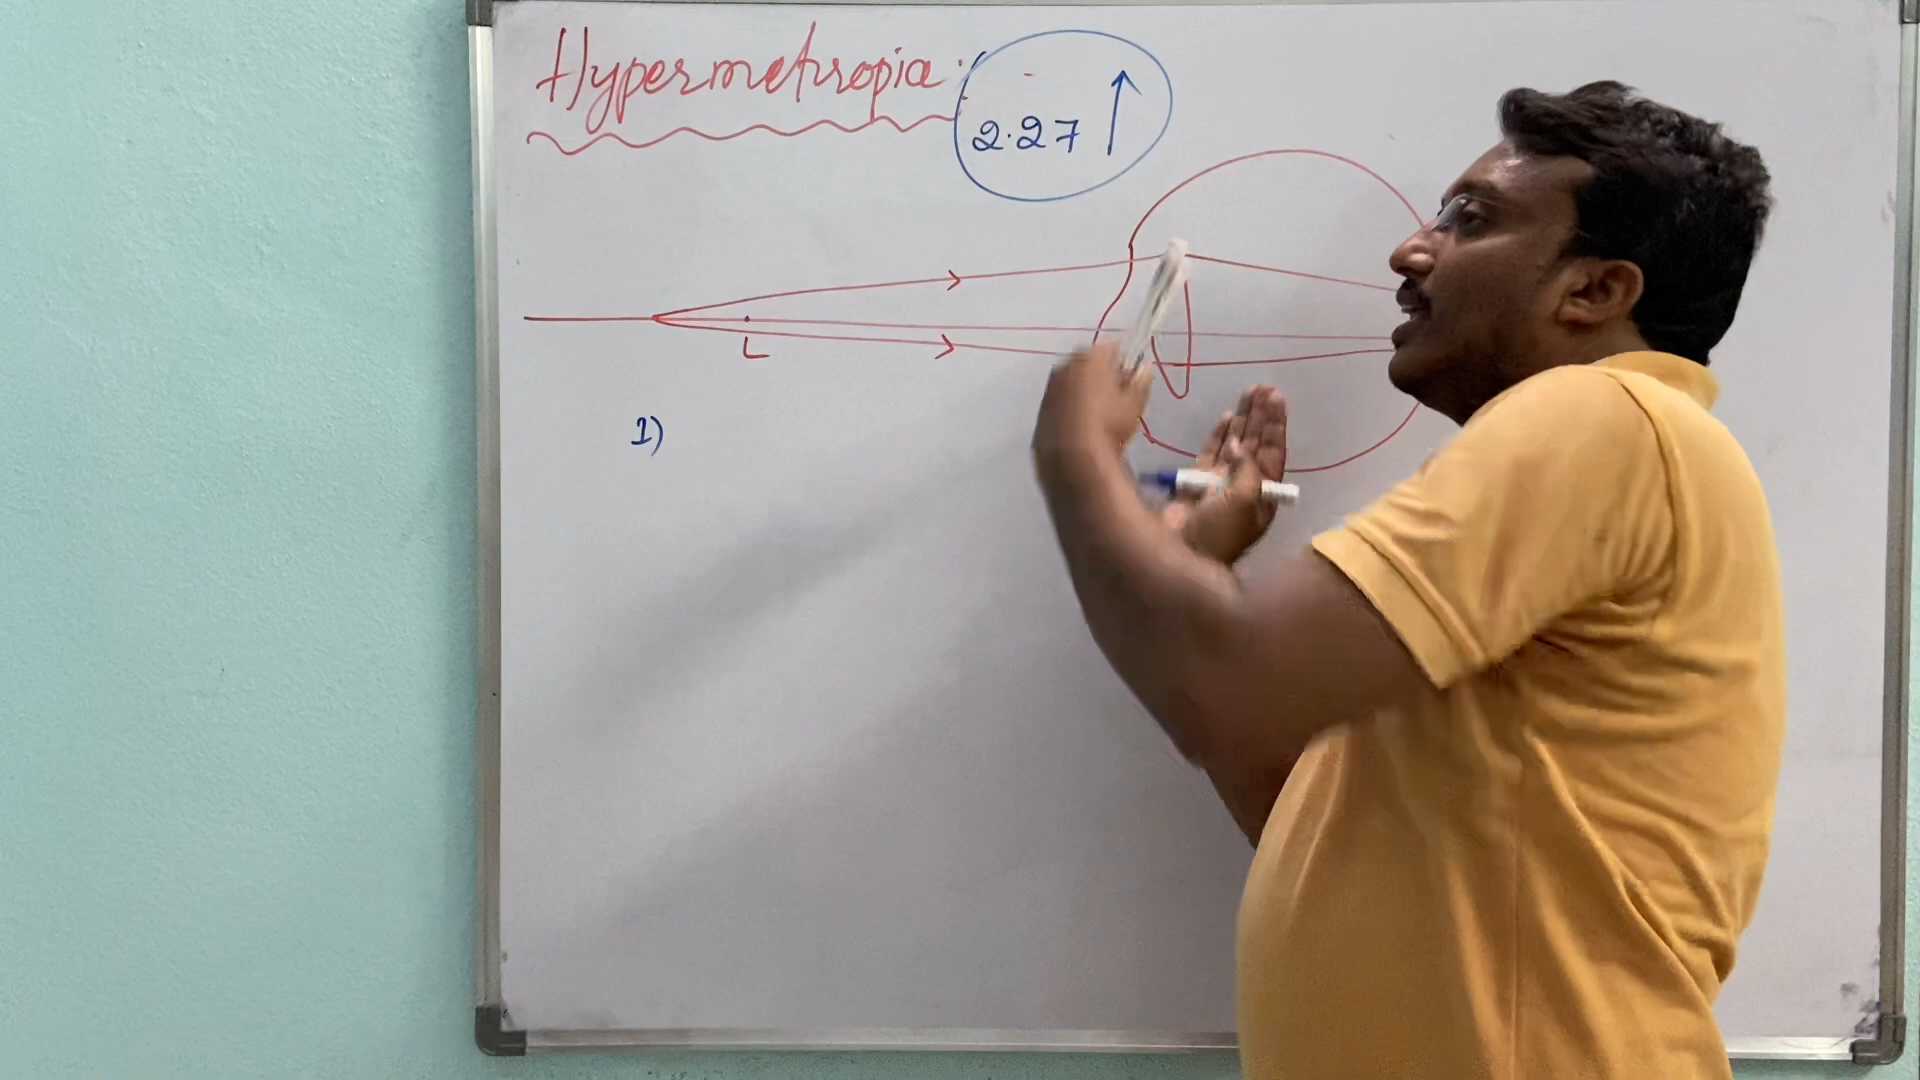 Hypermetropia :-
2.27 ↑
L
1)